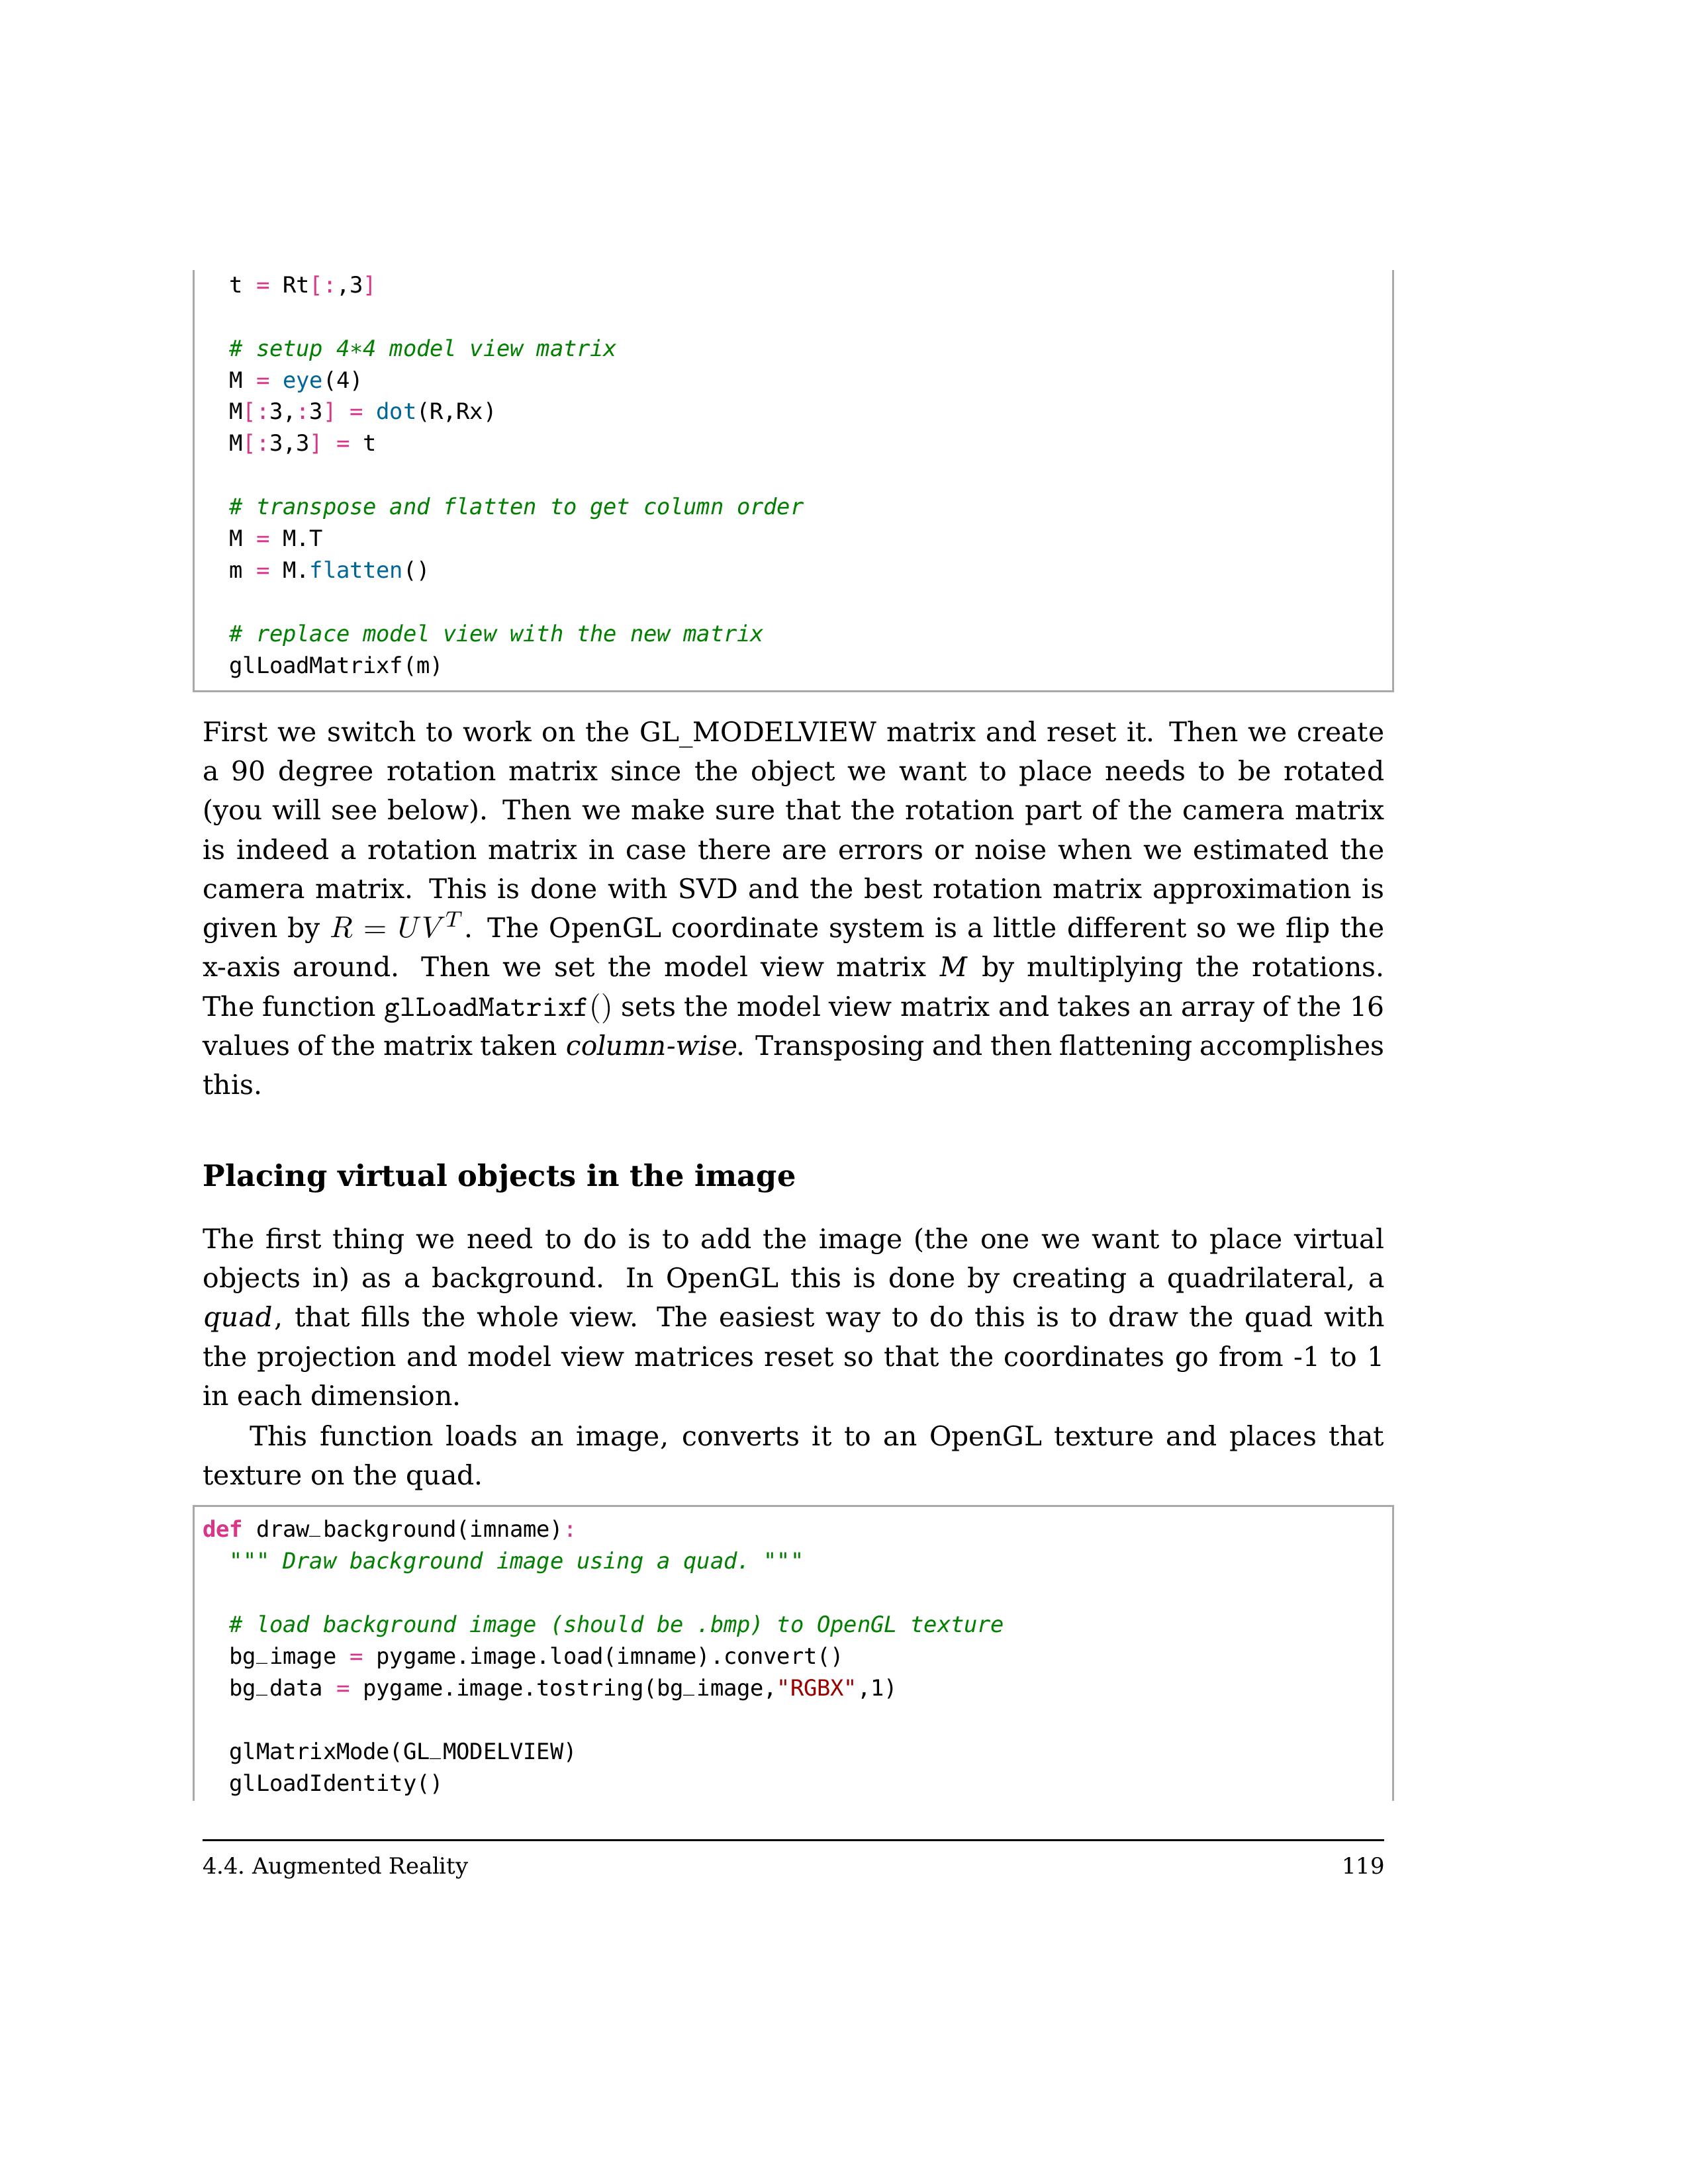 t = Rt[:,3]
# setup 4*4 model view matrix
M = eye(4)
M[:3,:3] = dot(R,Rx)
M[:3,3] = t
# transpose and flatten to get column order
M = M.T
m = M.flatten()
# replace model view with the new matrix
glLoadMatrixf(m)
First we switch to work on the GL_MODELVIEW matrix and reset it. Then we create
a 90 degree rotation matrix since the object we want to place needs to be rotated
(you will see below). Then we make sure that the rotation part of the camera matrix
is indeed a rotation matrix in case there are errors or noise when we estimated the
camera matrix. This is done with SVD and the best rotation matrix approximation is
given by R = UV^T. The OpenGL coordinate system is a little different so we flip the
x-axis around. Then we set the model view matrix M by multiplying the rotations.
The function glLoadMatrixf() sets the model view matrix and takes an array of the 16
values of the matrix taken column-wise. Transposing and then flattening accomplishes
this.
Placing virtual objects in the image
The first thing we need to do is to add the image (the one we want to place virtual
objects in) as a background. In OpenGL this is done by creating a quadrilateral, a
quad, that fills the whole view. The easiest way to do this is to draw the quad with
the projection and model view matrices reset so that the coordinates go from -1 to 1
in each dimension.
This function loads an image, converts it to an OpenGL texture and places that
texture on the quad.
def draw_background(imname):
""" Draw background image using a quad. """
# load background image (should be .bmp) to OpenGL texture
bg_image = pygame.image.load(imname).convert()
bg_data = pygame.image.tostring(bg_image,"RGBX",1)
glMatrixMode(GL_MODELVIEW)
glLoadIdentity()
4.4. Augmented Reality 119